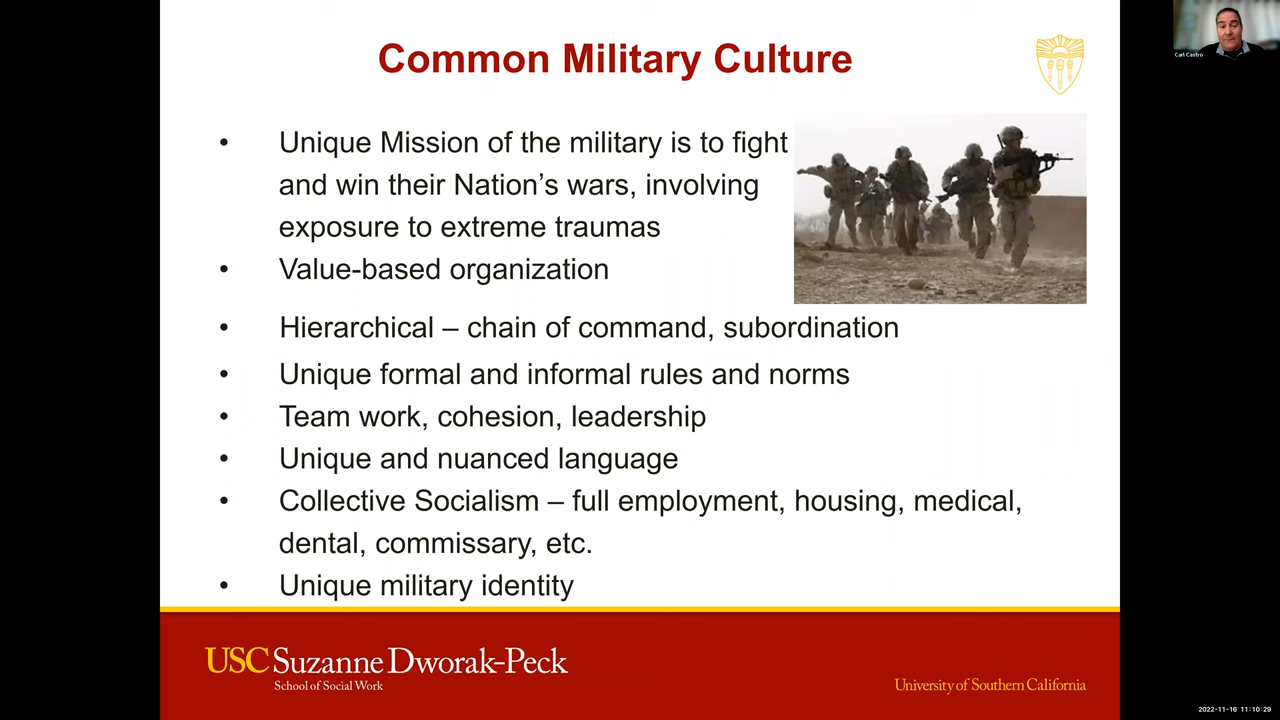 Common Military Culture
Carl Castro
• Unique Mission of the military is to fight
and win their Nation’s wars, involving
exposure to extreme traumas
• Value-based organization
• Hierarchical – chain of command, subordination
• Unique formal and informal rules and norms
• Team work, cohesion, leadership
• Unique and nuanced language
• Collective Socialism – full employment, housing, medical,
dental, commissary, etc.
• Unique military identity
USC Suzanne Dworak-Peck
School of Social Work
University of Southern California
2022-11-16 11:10:29